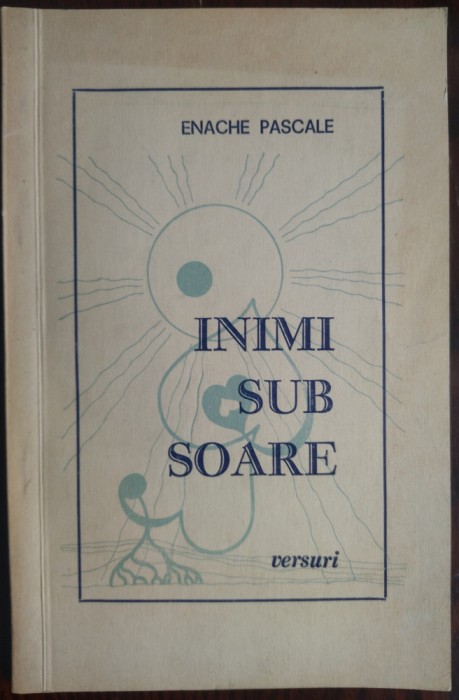 ENACHE PASCALE
INIMI
SUB
SOARE
versuri